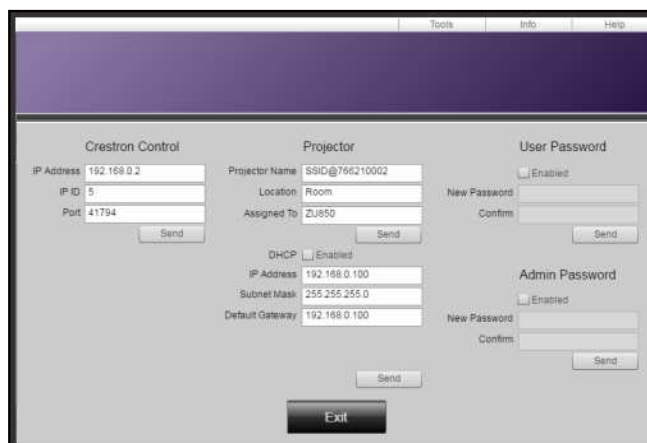 Tools Info Help
Crestron Control
IP Address 192.168.0.2
IP ID 5
Port 41794
Send
Projector
Projector Name SSID@766210002
Location Room
Assigned To ZU850
Send
DHCP Enabled
IP Address 192.168.0.100
Subnet Mask 255.255.255.0
Default Gateway 192.168.0.100
Send
User Password
Enabled
New Password
Confirm
Send
Admin Password
Enabled
New Password
Confirm
Send
Exit